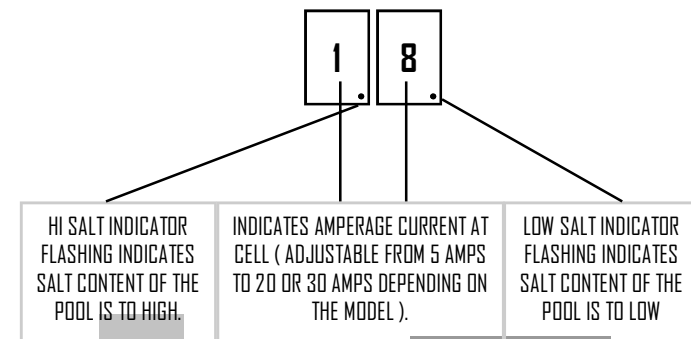 1 8
HI SALT INDICATOR
FLASHING INDICATES
SALT CONTENT OF THE
POOL IS TO HIGH.
INDICATES AMPERAGE CURRENT AT
CELL ( ADJUSTABLE FROM 5 AMPS
TO 20 OR 30 AMPS DEPENDING ON
THE MODEL ).
LOW SALT INDICATOR
FLASHING INDICATES
SALT CONTENT OF THE
POOL IS TO LOW